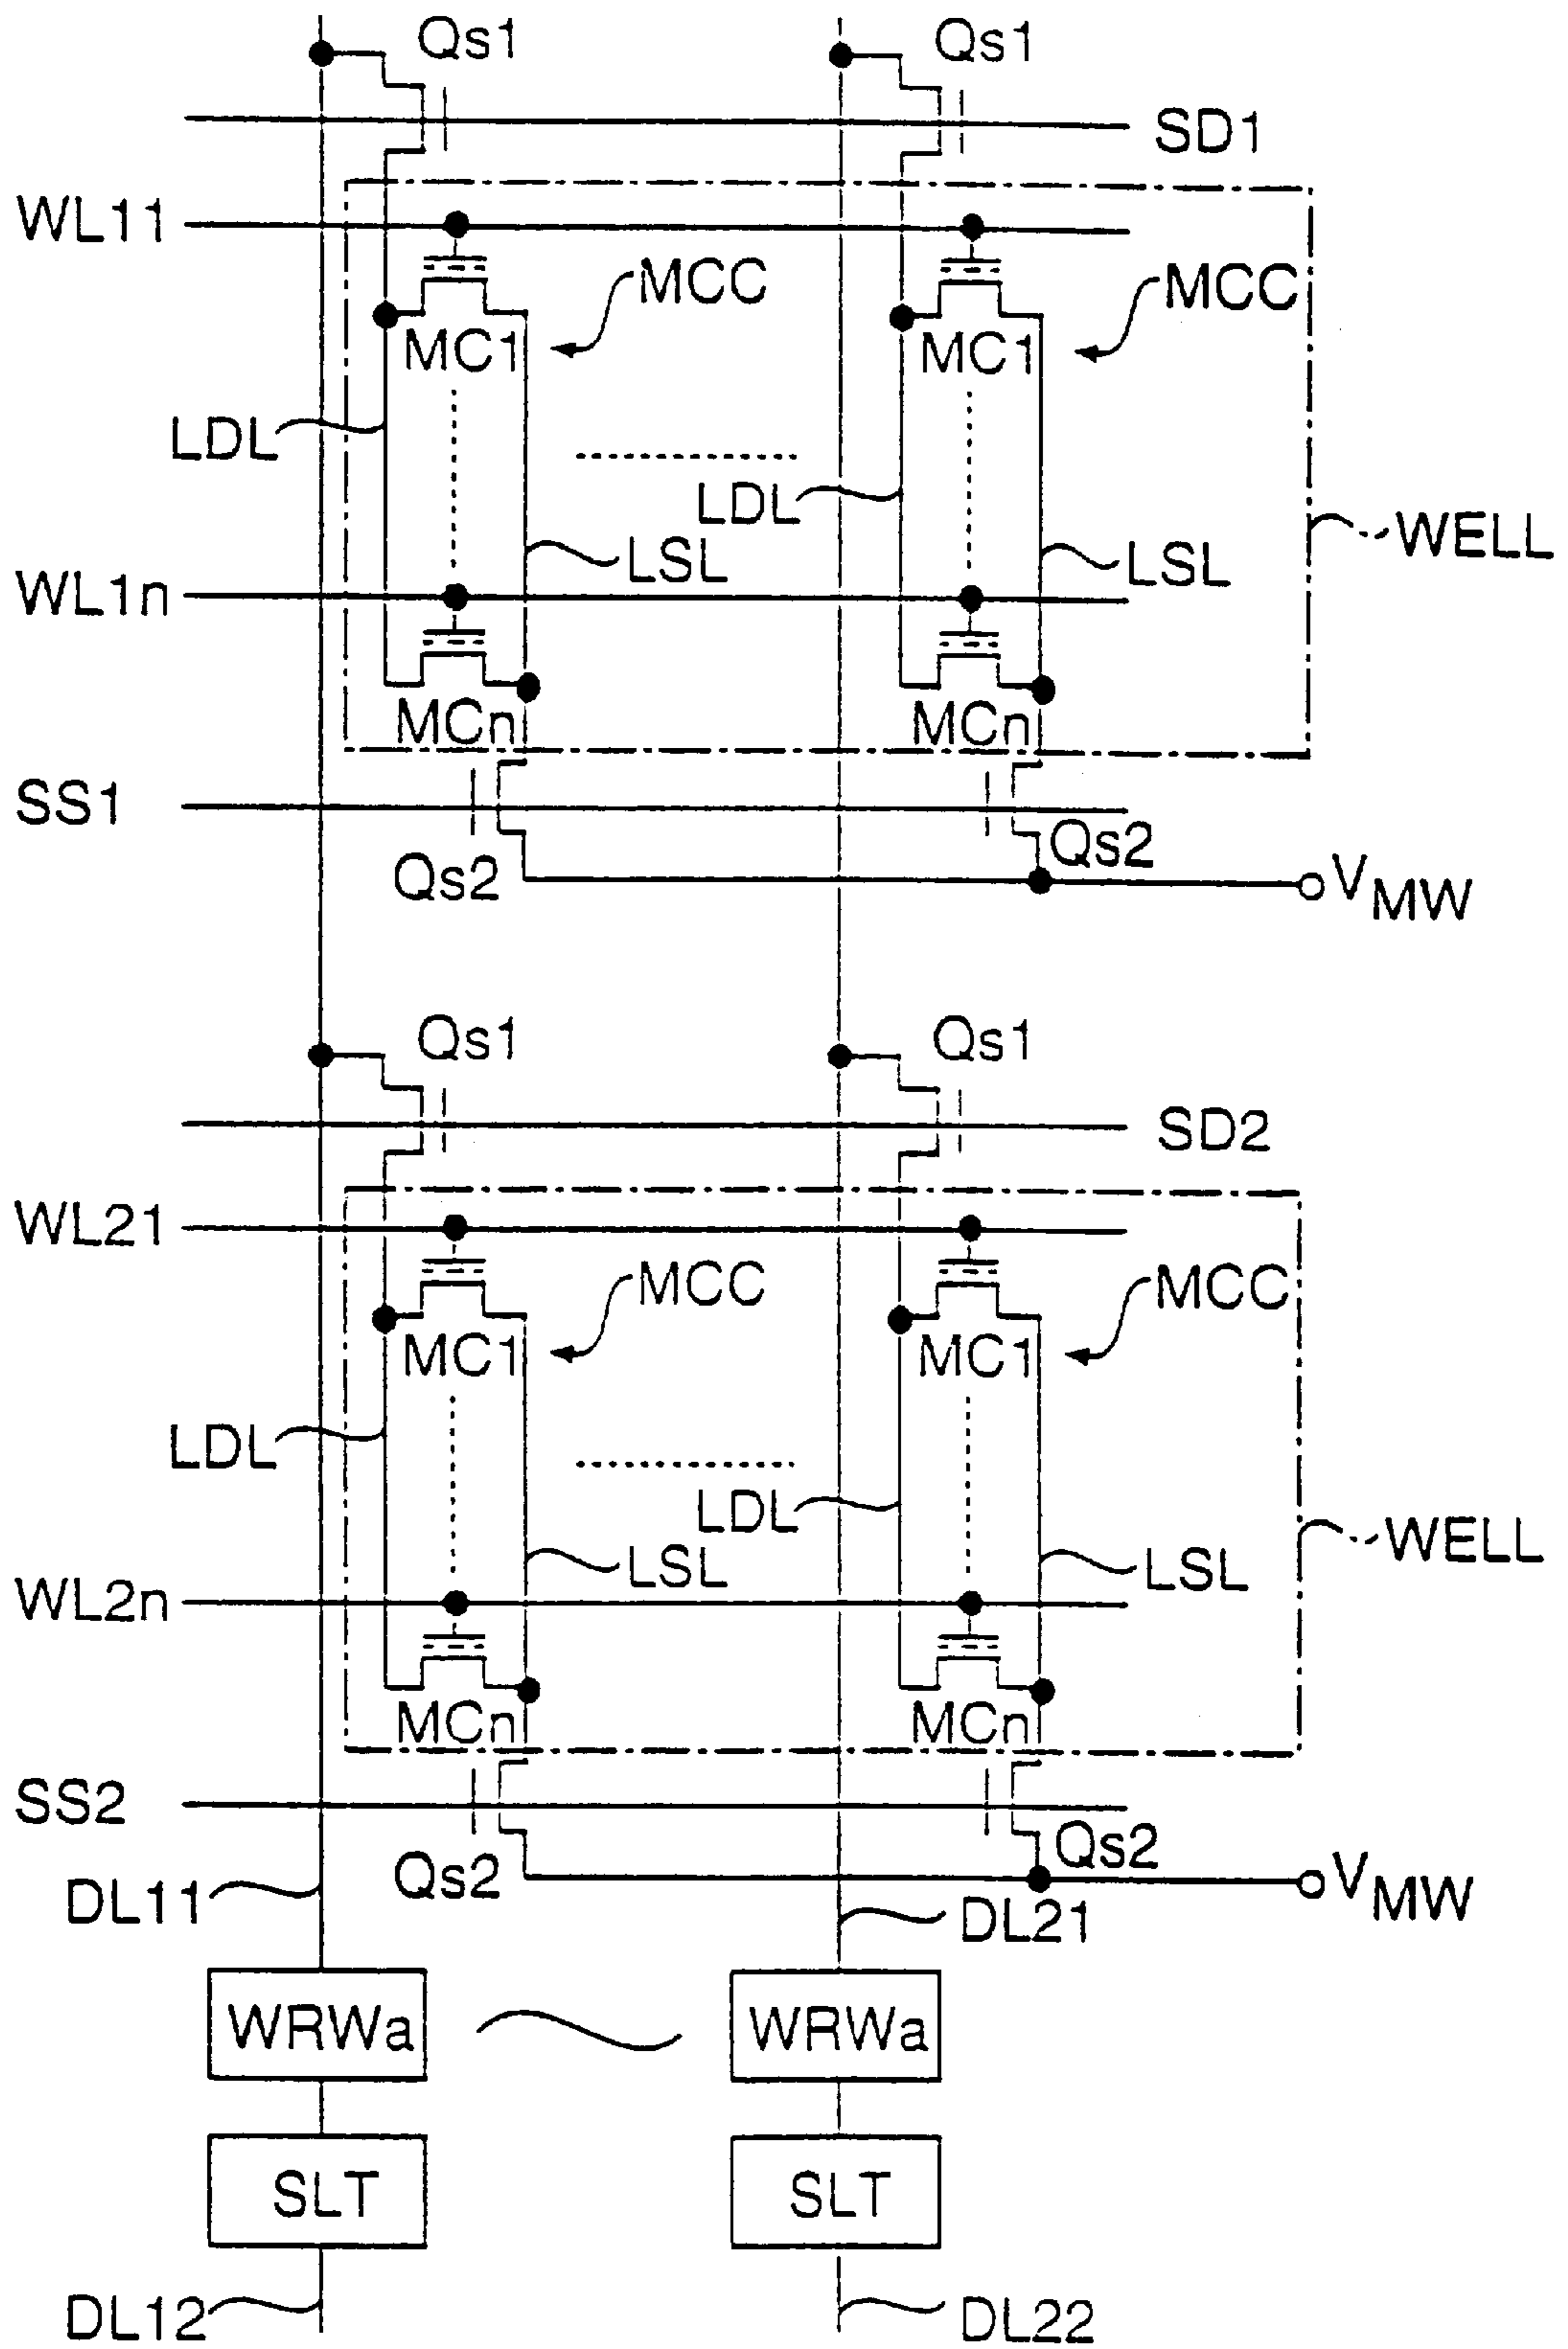 Qs1 Qs1
SD1
WL11
MCC MCC
MC1 MC1
LDL
LDL
WELL
LSL LSL
WL1n
MCn MCn
SS1
Qs2 Qs2
VMW
Qs1 Qs1
SD2
WL21
MCC MCC
MC1 MC1
LDL
LDL
WELL
LSL LSL
WL2n
MCn MCn
SS2
Qs2 Qs2
VMW
DL11 DL21
WRWa WRWa
SLT SLT
DL12 DL22